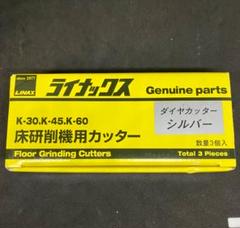 since 1971
LINAX
ライナックス
Genuine parts
K-30.K-45.K-60
ダイヤカッター
シルバー
床研削機用カッター
数量3個入
Floor Grinding Cutters
Total 3 Pieces